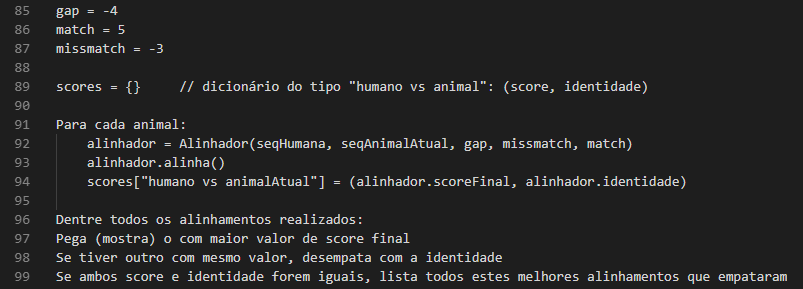 85 gap = -4
86 match = 5
87 missmatch = -3
88
89 scores = {}     // dicionário do tipo "humano vs animal": (score, identidade)
90
91 Para cada animal:
92     alinhador = Alinhador(seqHumana, seqAnimalAtual, gap, missmatch, match)
93     alinhador.alinha()
94     scores["humano vs animalAtual"] = (alinhador.scoreFinal, alinhador.identidade)
95
96 Dentre todos os alinhamentos realizados:
97 Pega (mostra) o com maior valor de score final
98 Se tiver outro com mesmo valor, desempata com a identidade
99 Se ambos score e identidade forem iguais, lista todos estes melhores alinhamentos que empataram